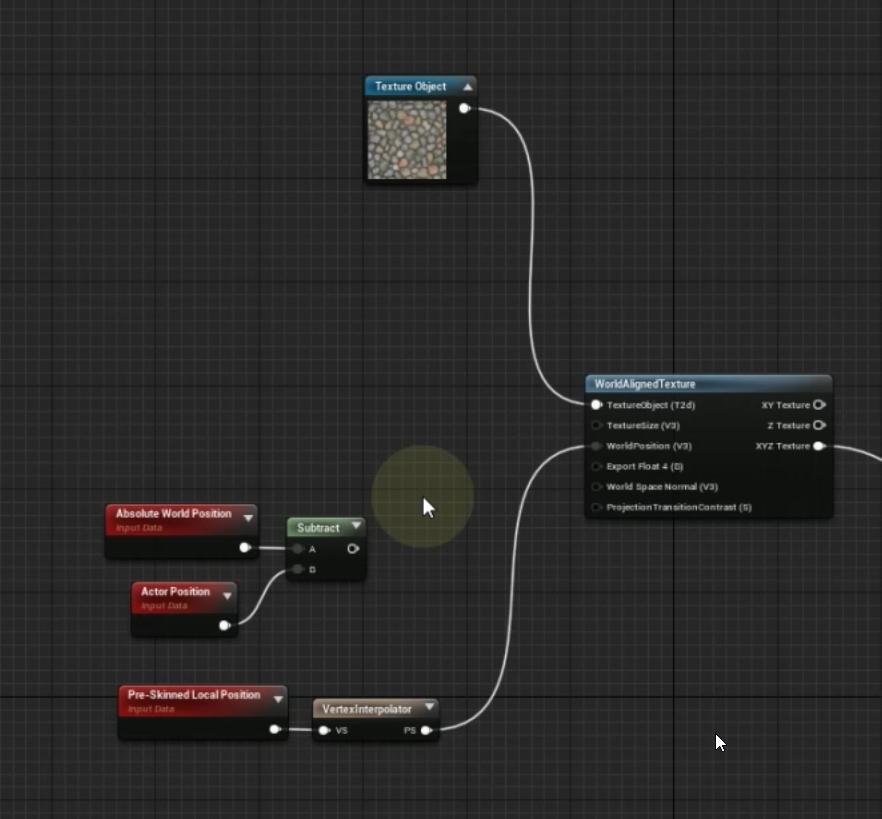 Texture Object
WorldAlignedTexture
TextureObject (T2d)
XY Texture
TextureSize (V3)
Z Texture
WorldPosition (V3)
XYZ Texture
Export Float 4 (B)
World Space Normal (V3)
ProjectionTransitionContrast (S)
Absolute World Position
Input Data
Subtract
A
B
Actor Position
Input Data
Pre-Skinned Local Position
Input Data
VertexInterpolator
VS
PS